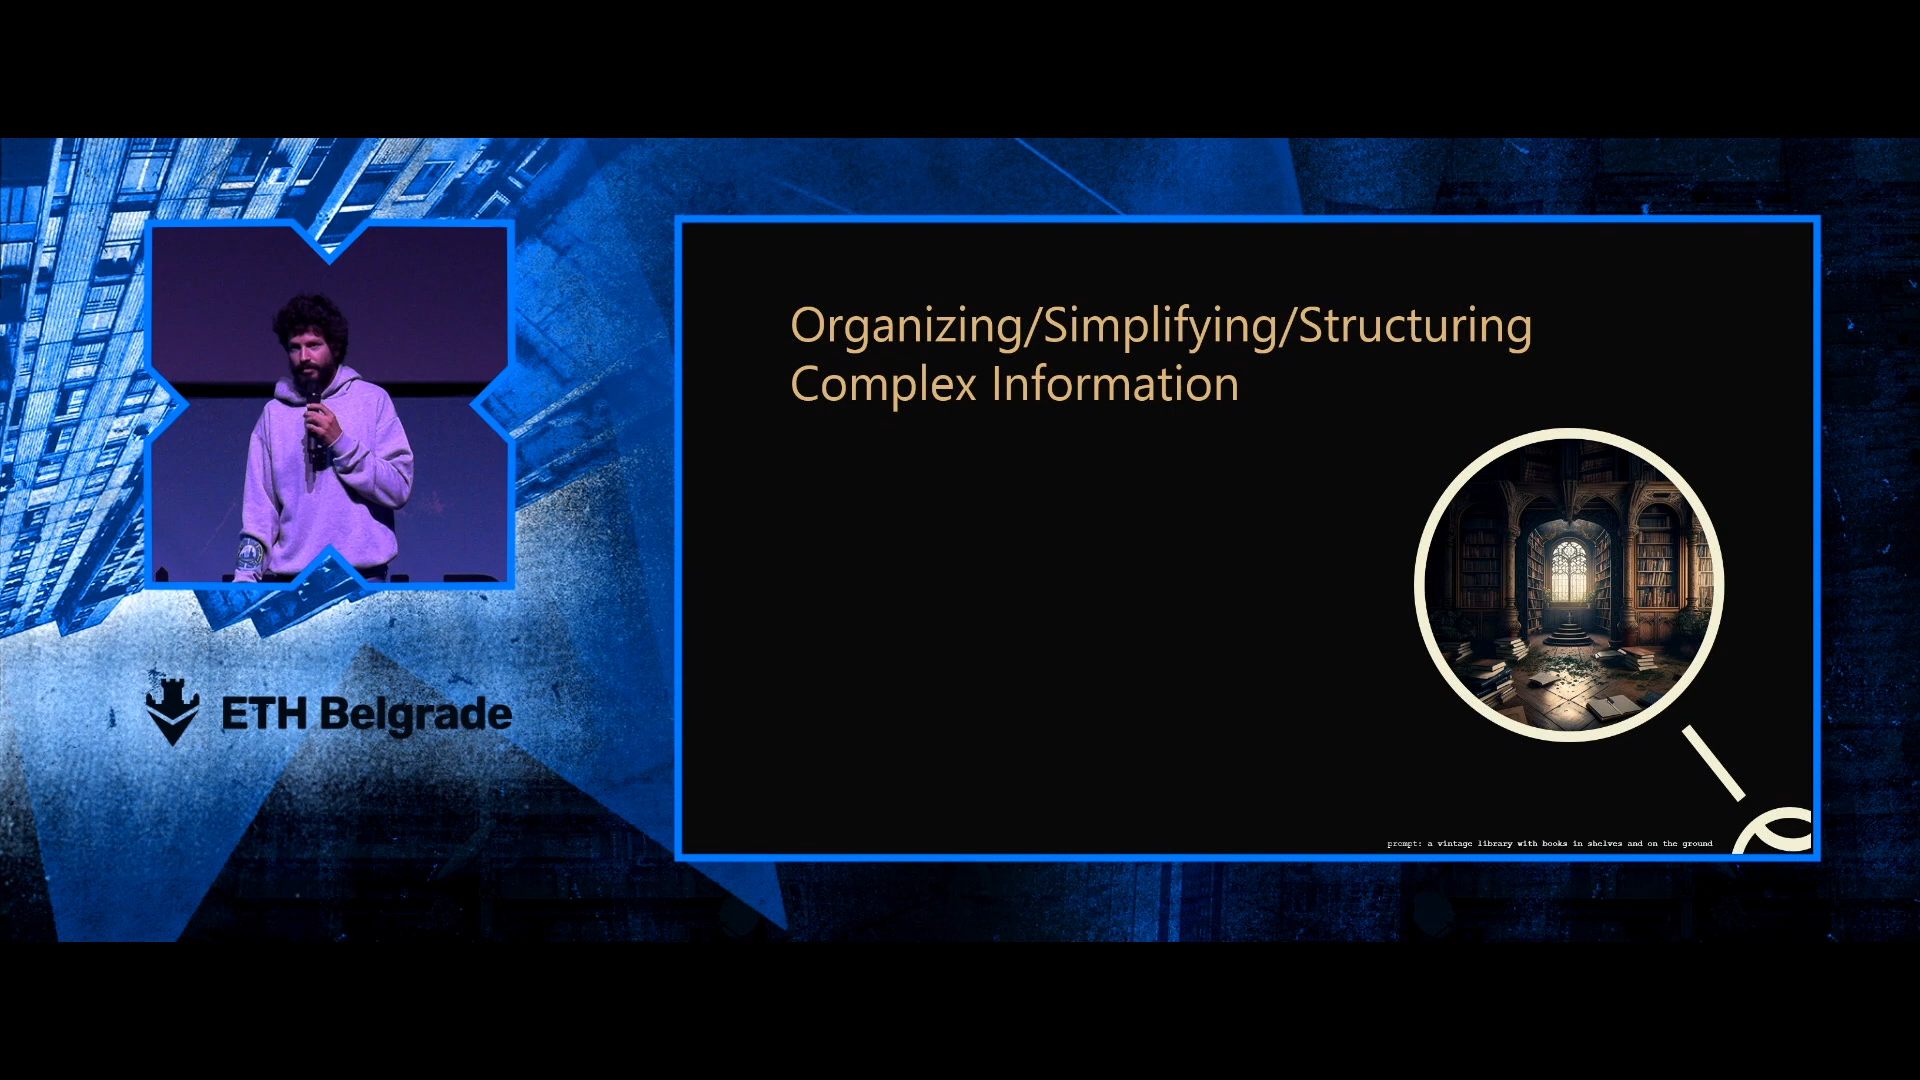 Organizing/Simplifying/Structuring
Complex Information
ETH Belgrade
prompt: a vintage library with books in shelves and on the ground